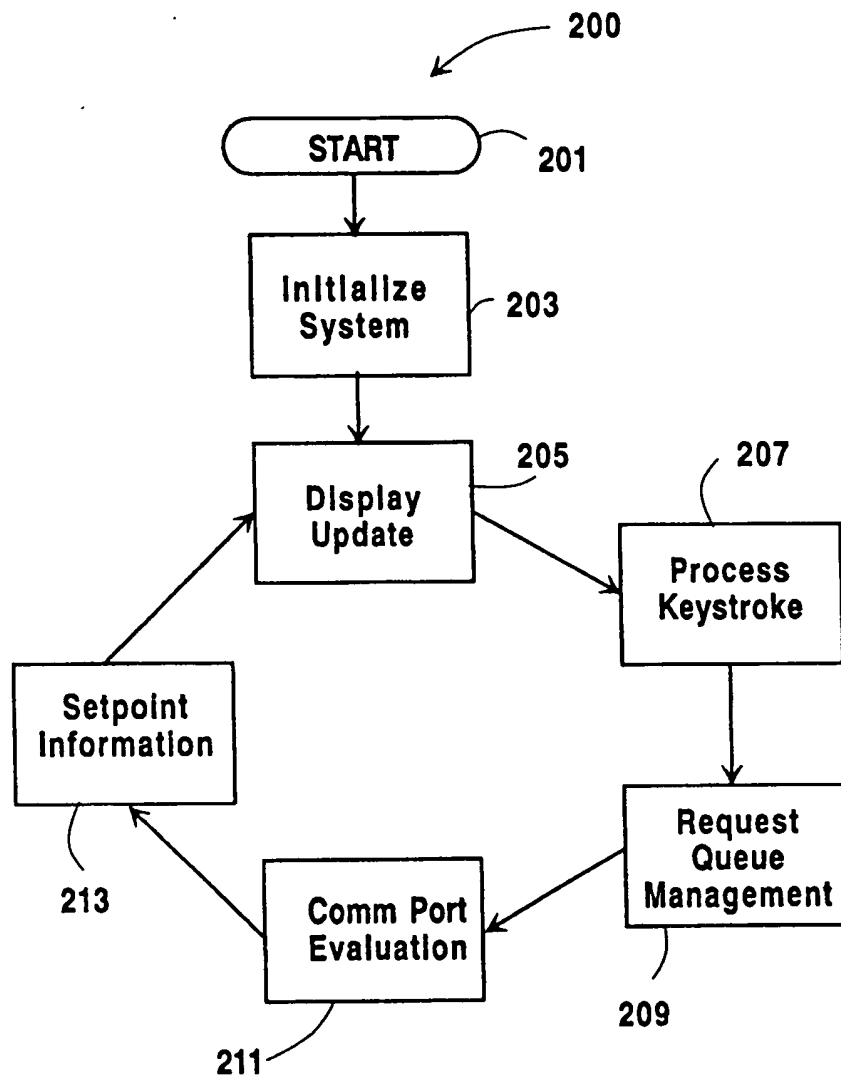 200
START
201
Initialize
System
203
Display
Update
205
207
Process
Keystroke
Setpoint
Information
213
Request
Queue
Management
209
Comm Port
Evaluation
211